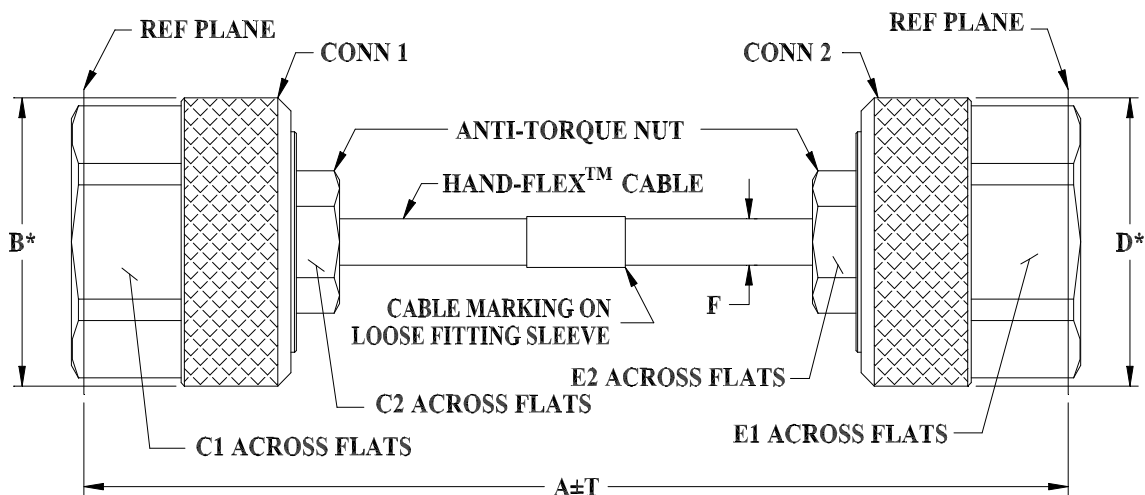 REF PLANE
REF PLANE
CONN 1
CONN 2
ANTI-TORQUE NUT
HAND-FLEX™ CABLE
B*
D*
F
CABLE MARKING ON
LOOSE FITTING SLEEVE
E2 ACROSS FLATS
C2 ACROSS FLATS
C1 ACROSS FLATS
E1 ACROSS FLATS
A±T